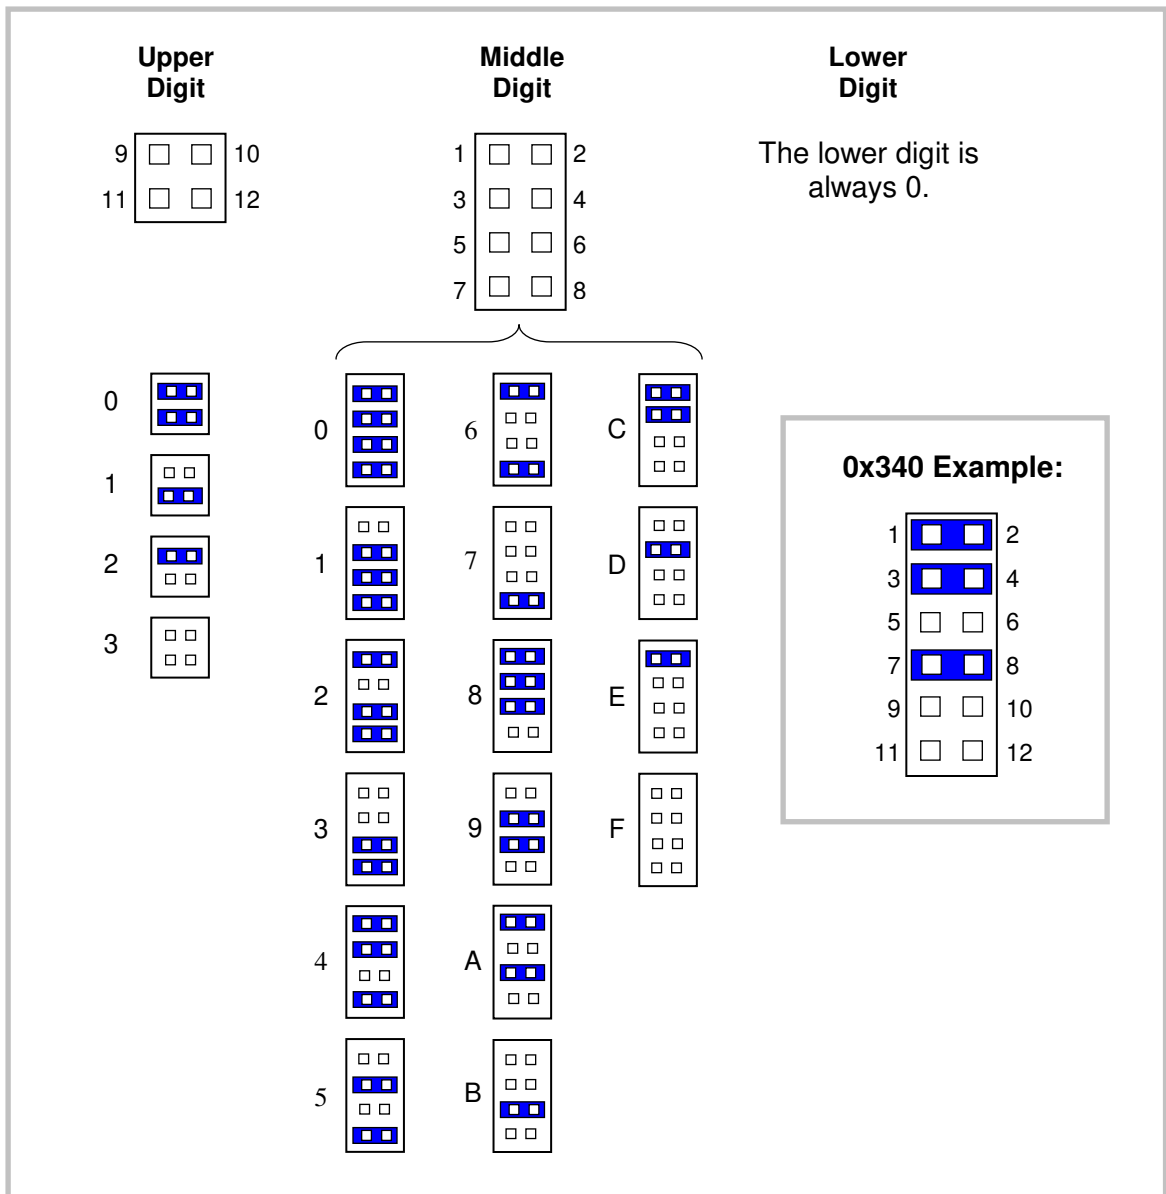 Upper
Digit
Middle
Digit
Lower
Digit
9 10
11 12
1 2
3 4
5 6
7 8
The lower digit is
always 0.
0
1
2
3
0
1
2
3
4
5
6
7
8
9
A
B
C
D
E
F
0x340 Example:
1 2
3 4
5 6
7 8
9 10
11 12